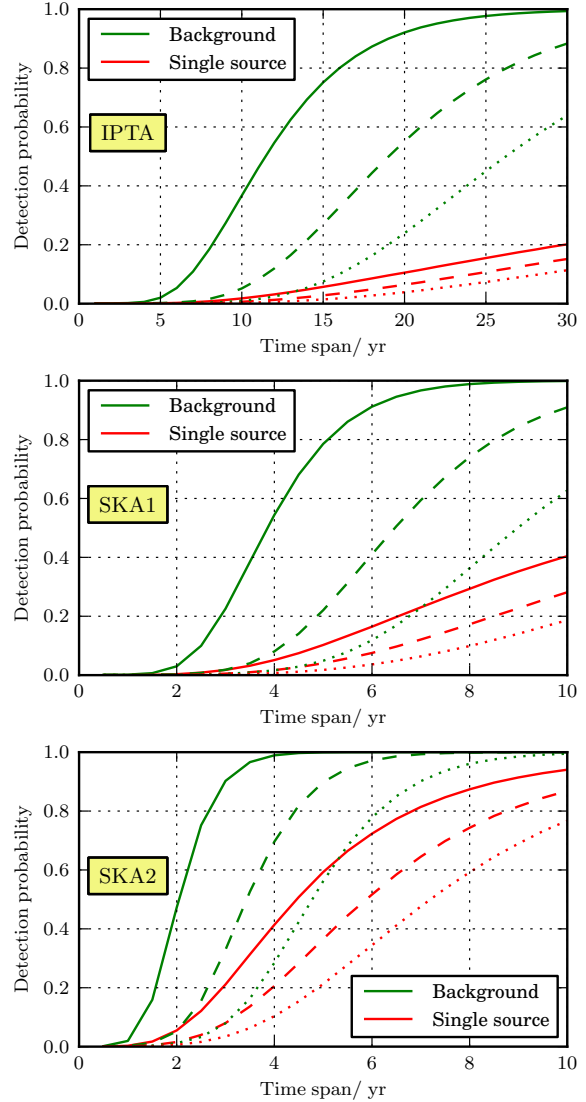 Detection probability
1.0
0.8
0.6
0.4
0.2
0.0
Background
Single source
IPTA
0 5 10 15 20 25 30
Time span/ yr
Detection probability
1.0
0.8
0.6
0.4
0.2
0.0
Background
Single source
SKA1
0 2 4 6 8 10
Time span/ yr
Detection probability
1.0
0.8
0.6
0.4
0.2
0.0
SKA2
Background
Single source
0 2 4 6 8 10
Time span/ yr